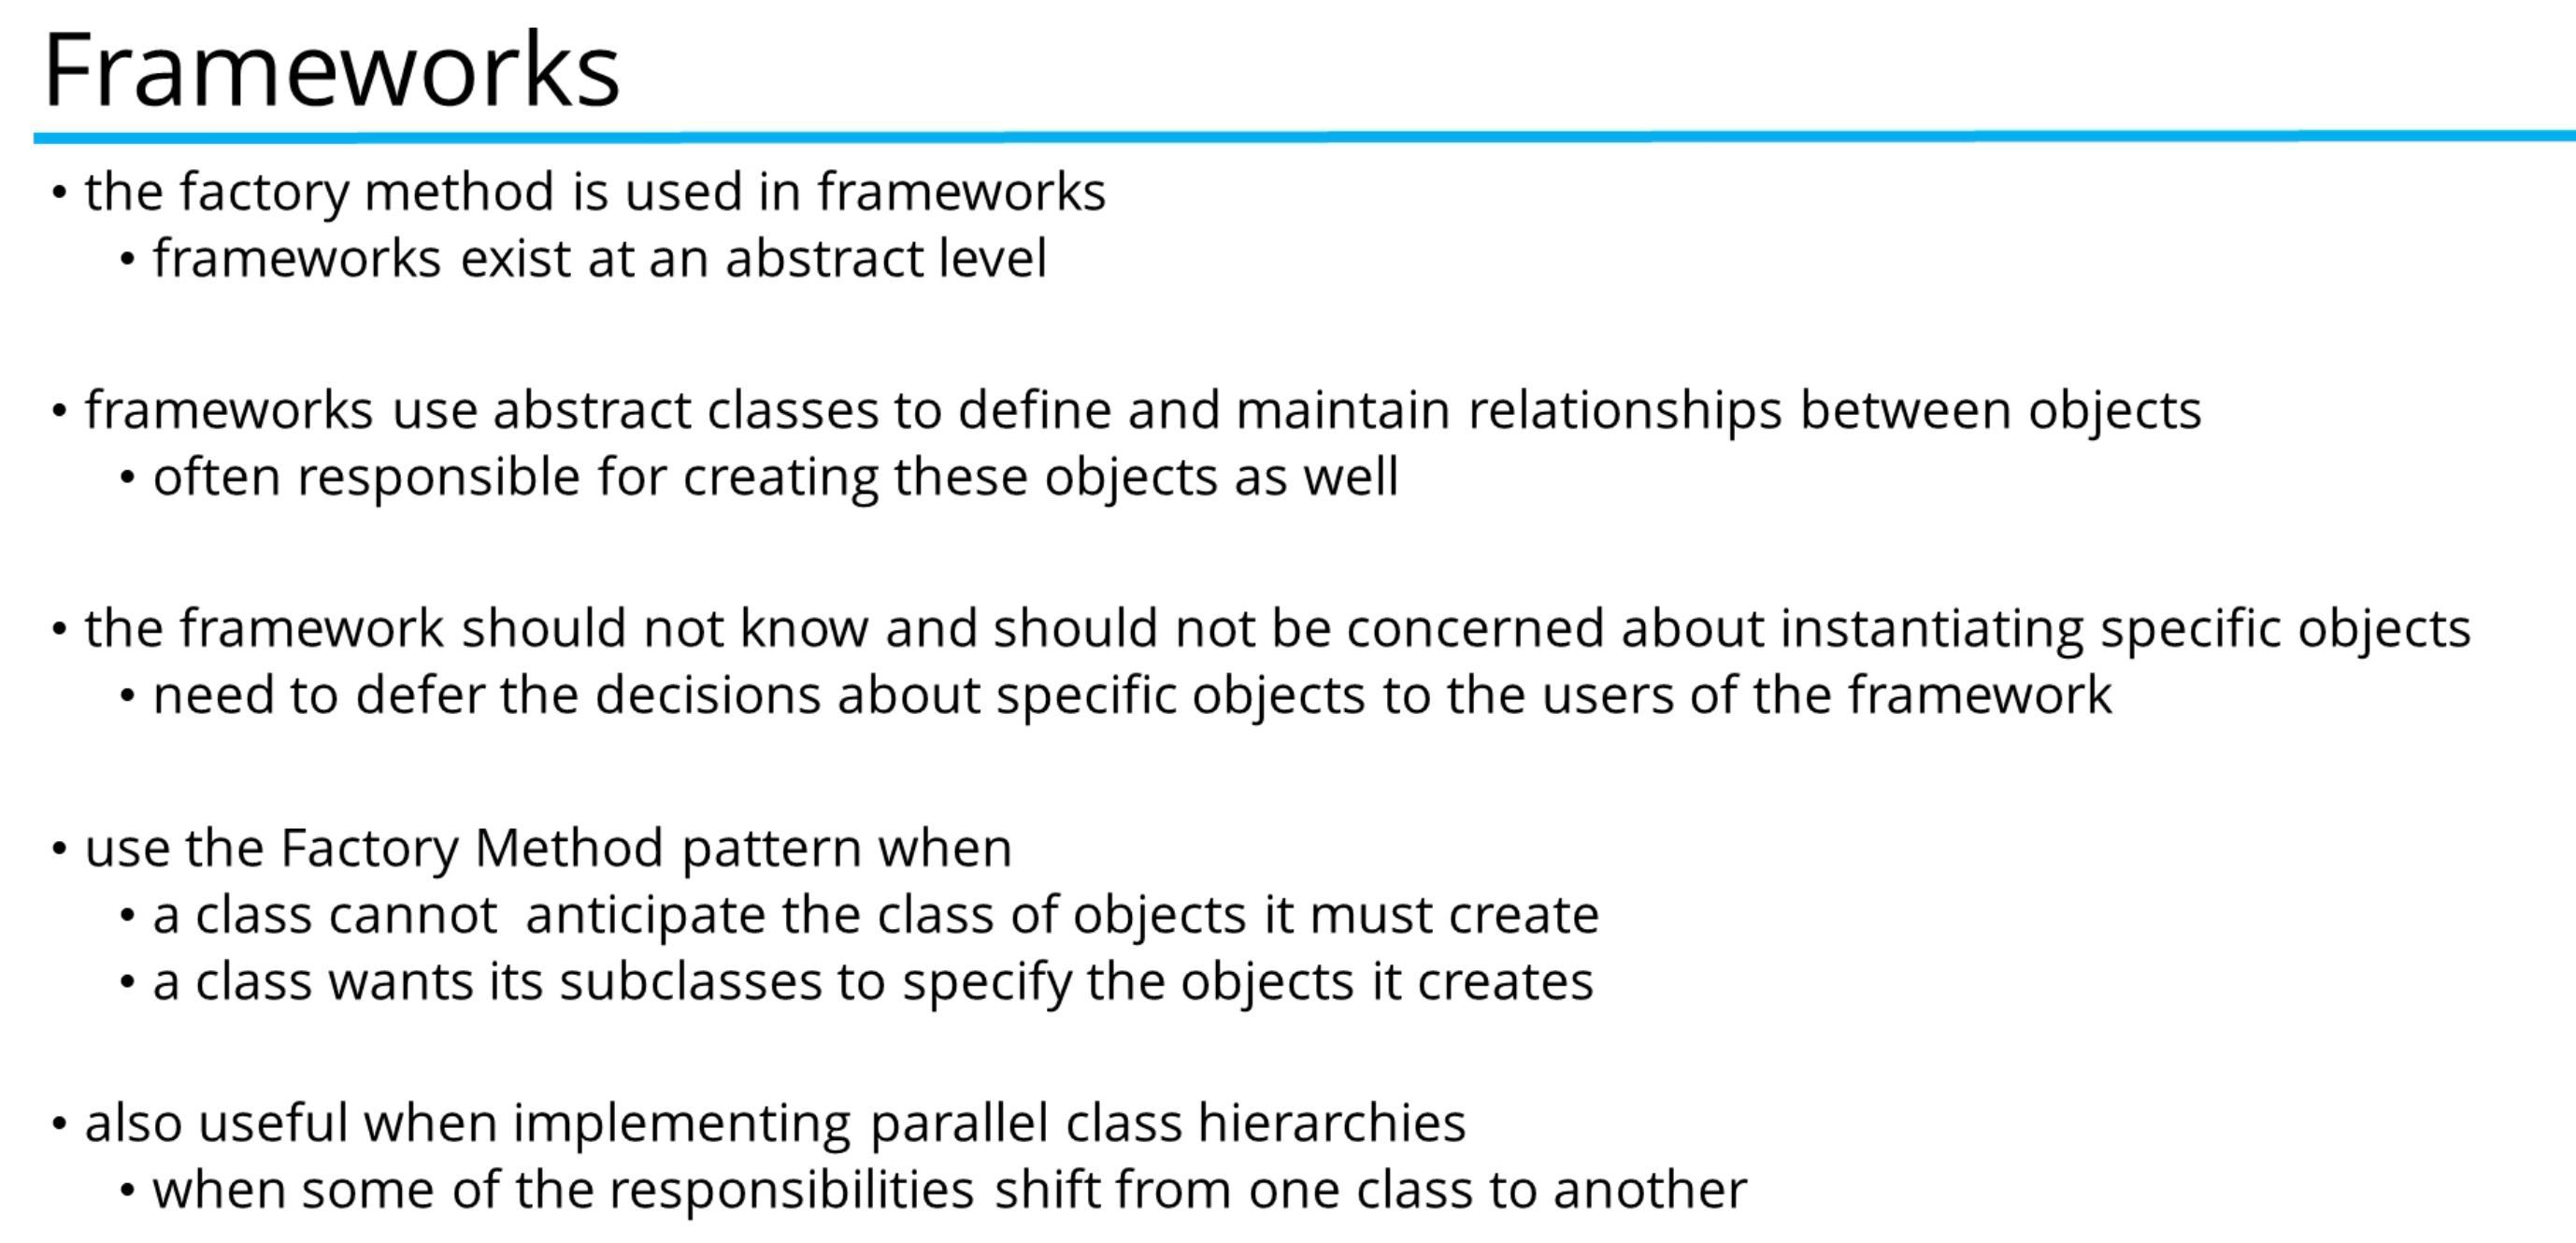 Frameworks
• the factory method is used in frameworks
• frameworks exist at an abstract level
• frameworks use abstract classes to define and maintain relationships between objects
• often responsible for creating these objects as well
• the framework should not know and should not be concerned about instantiating specific objects
• need to defer the decisions about specific objects to the users of the framework
• use the Factory Method pattern when
• a class cannot  anticipate the class of objects it must create
• a class wants its subclasses to specify the objects it creates
• also useful when implementing parallel class hierarchies
• when some of the responsibilities shift from one class to another